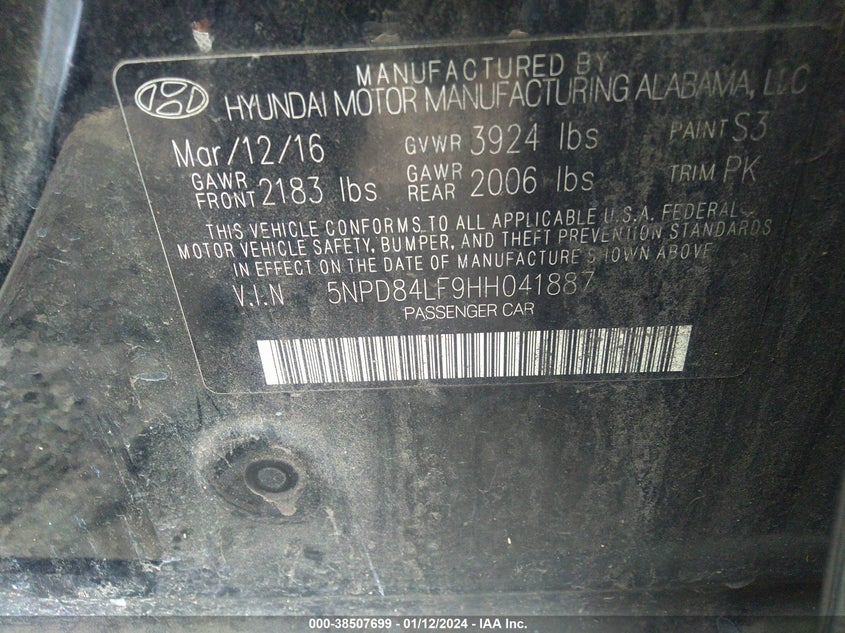 MANUFACTURED BY
HYUNDAI MOTOR MANUFACTURING ALABAMA, LLC
Mar/12/16 GVWR 3924 lbs PAINT S3
GAWR FRONT 2183 lbs GAWR REAR 2006 lbs TRIM PK
THIS VEHICLE CONFORMS TO ALL APPLICABLE U.S.A. FEDERAL
MOTOR VEHICLE SAFETY, BUMPER, AND THEFT PREVENTION STANDARDS
IN EFFECT ON THE DATE OF MANUFACTURE SHOWN ABOVE
V.I.N 5NPD84LF9HH041887
PASSENGER CAR
000-38507699 - 01/12/2024 - IAA Inc.